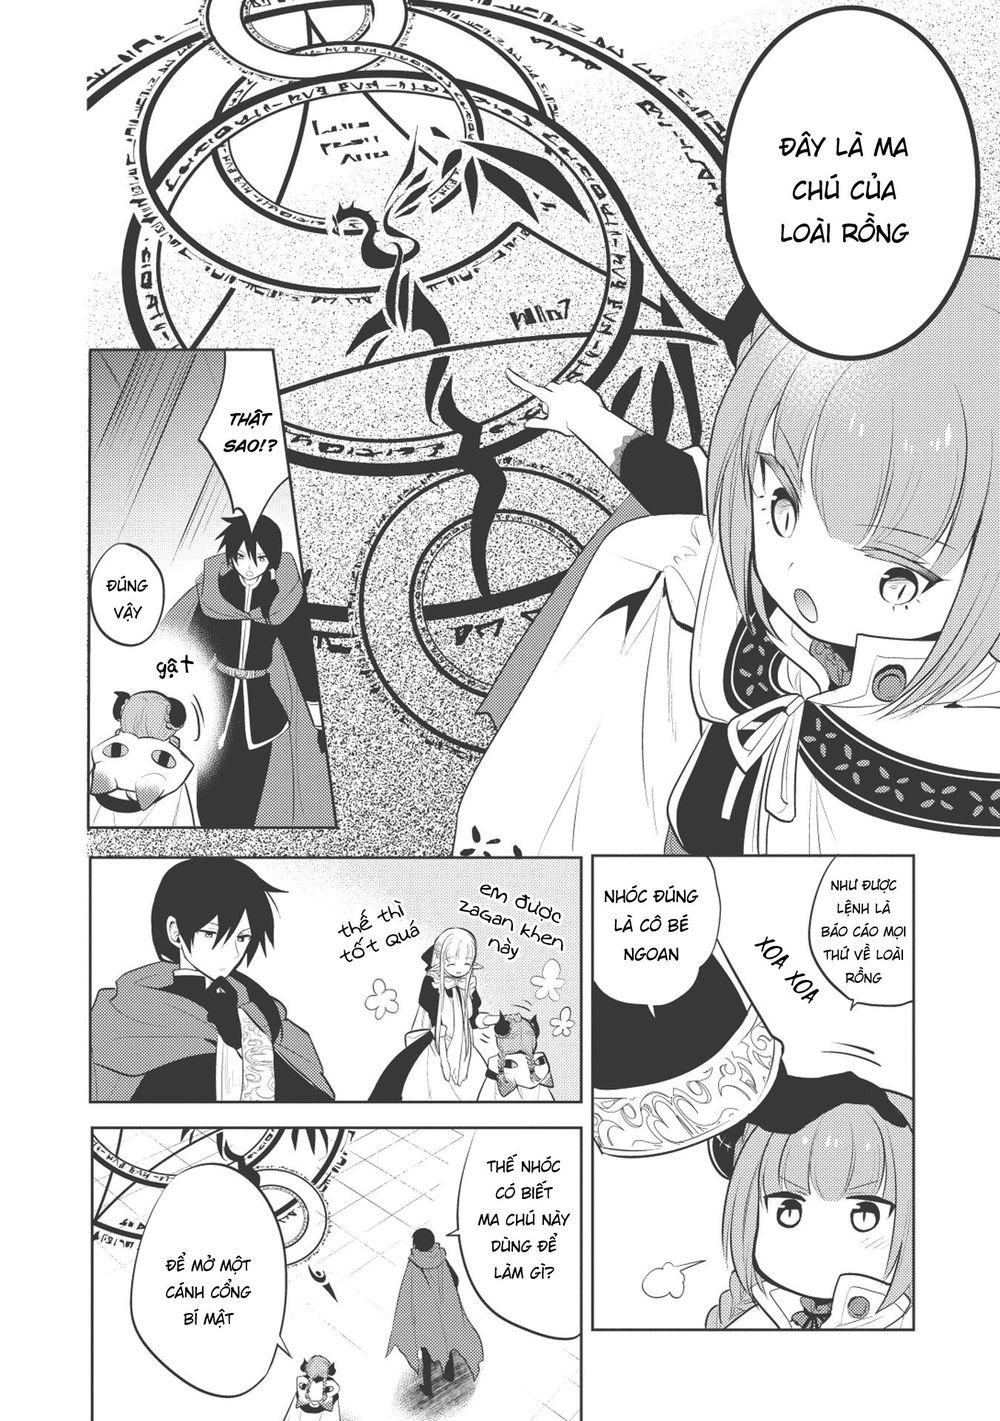 ĐÂY LÀ MA
CHÚ CỦA
LOÀI RỒNG
THẬT
SAO!?
ĐÚNG
VẬY
gật
NHƯ ĐƯỢC
LỆNH LÀ
BÁO CÁO MỌI
THỨ VỀ LOÀI
RỒNG
XOA XOA
NHÓC ĐÚNG
LÀ CÔ BÉ
NGOAN
em được
zagan khen
này
thế thì
tốt quá
THẾ NHÓC
CÓ BIẾT
MA CHÚ NÀY
DÙNG ĐỂ
LÀM GÌ?
ĐỂ MỞ MỘT
CÁNH CỔNG
BÍ MẬT